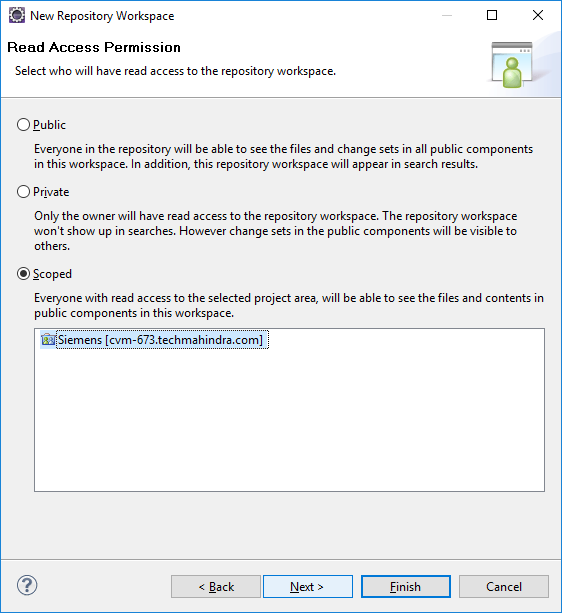 New Repository Workspace
Read Access Permission
Select who will have read access to the repository workspace.
Public
Everyone in the repository will be able to see the files and change sets in all public components
in this workspace. In addition, this repository workspace will appear in search results.
Private
Only the owner will have read access to the repository workspace. The repository workspace
won't show up in searches. However change sets in the public components will be visible to
others.
Scoped
Everyone with read access to the selected project area, will be able to see the files and contents in
public components in this workspace.
Siemens [cvm-673.techmahindra.com]
?
< Back
Next >
Finish
Cancel